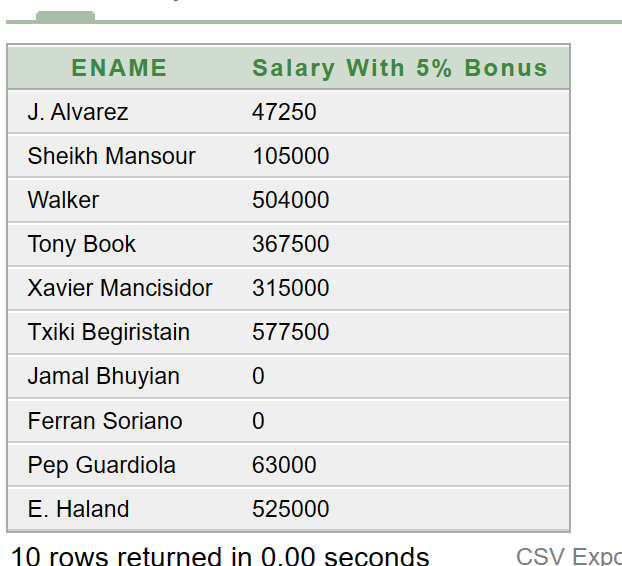 ENAME Salary With 5% Bonus
J. Alvarez 47250
Sheikh Mansour 105000
Walker 504000
Tony Book 367500
Xavier Mancisidor 315000
Txiki Begiristain 577500
Jamal Bhuyian 0
Ferran Soriano 0
Pep Guardiola 63000
E. Haland 525000
10 rows returned in 0.00 seconds CSV Expo